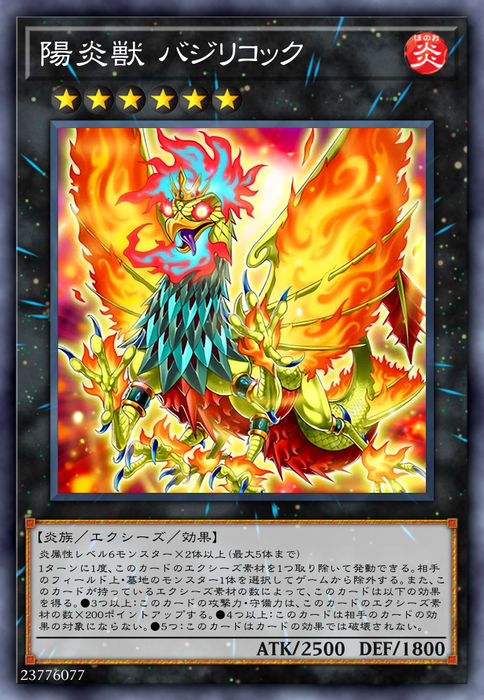 陽炎獣 バジリコック
ほのお
炎
【炎族／エクシーズ／効果】
炎属性レベル6モンスター×2体以上(最大5体まで)
1ターンに1度、このカードのエクシーズ素材を1つ取り除いて発動できる。相手
のフィールド上・墓地のモンスター1体を選択してゲームから除外する。また、こ
のカードが持っているエクシーズ素材の数によって、このカードは以下の効果
を得る。●3つ以上：このカードの攻撃力・守備力は、このカードのエクシーズ素
材の数×200ポイントアップする。●4つ以上：このカードは相手のカードの効
果の対象にならない。●5つ：このカードはカードの効果では破壊されない。
ATK/2500 DEF/1800
23776077